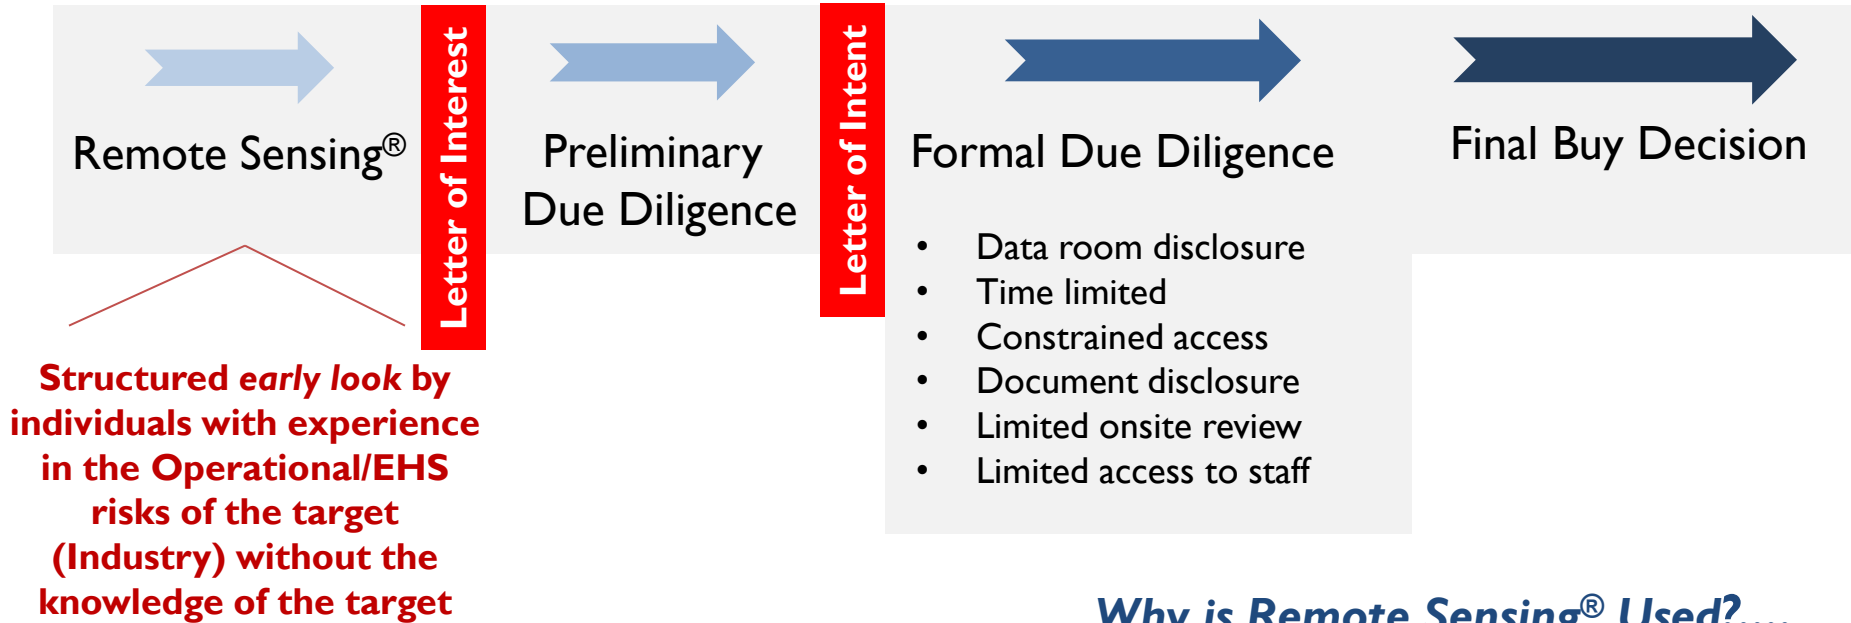 Remote Sensing®
Letter of Interest
Preliminary
Due Diligence
Letter of Intent
Formal Due Diligence
• Data room disclosure
• Time limited
• Constrained access
• Document disclosure
• Limited onsite review
• Limited access to staff
Final Buy Decision
Structured early look by
individuals with experience
in the Operational/EHS
risks of the target
(Industry) without the
knowledge of the target
Why is Remote Sensing® Used?....